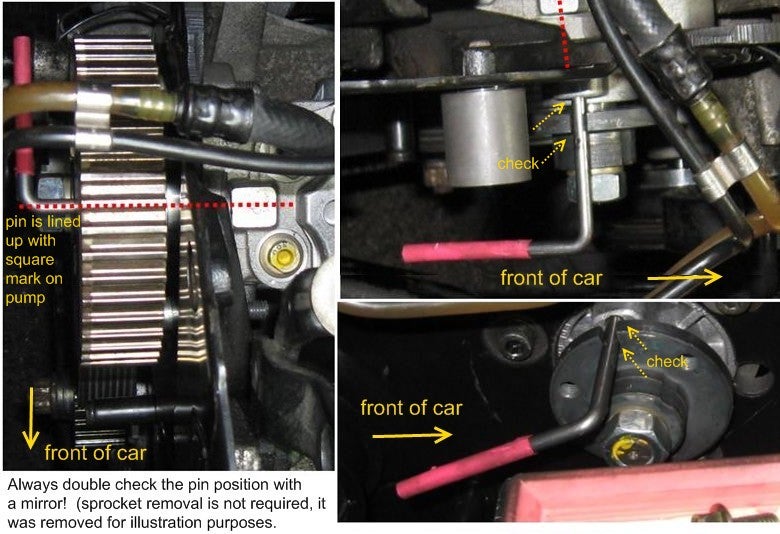 pin is lined
up with
square
mark on
pump
front of car
Always double check the pin position with
a mirror!  (sprocket removal is not required, it
was removed for illustration purposes.
check
front of car
check
front of car